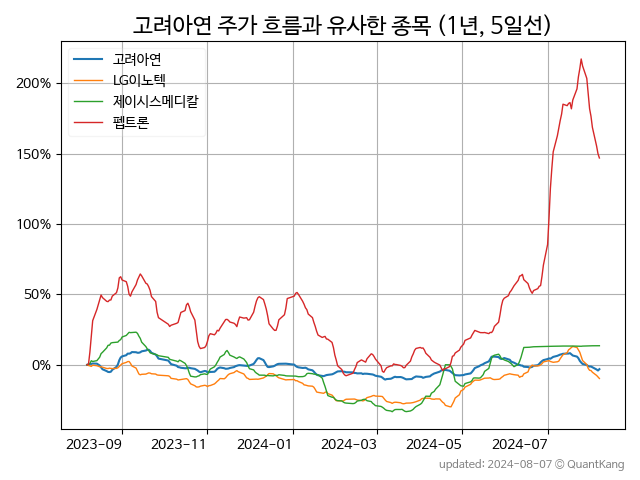 고려아연 주가 흐름과 유사한 종목 (1년, 5일선)
고려아연
LG이노텍
제이시스메디칼
펩트론
200%
150%
100%
50%
0%
2023-09 2023-11 2024-01 2024-03 2024-05 2024-07
updated: 2024-08-07 © QuantKang